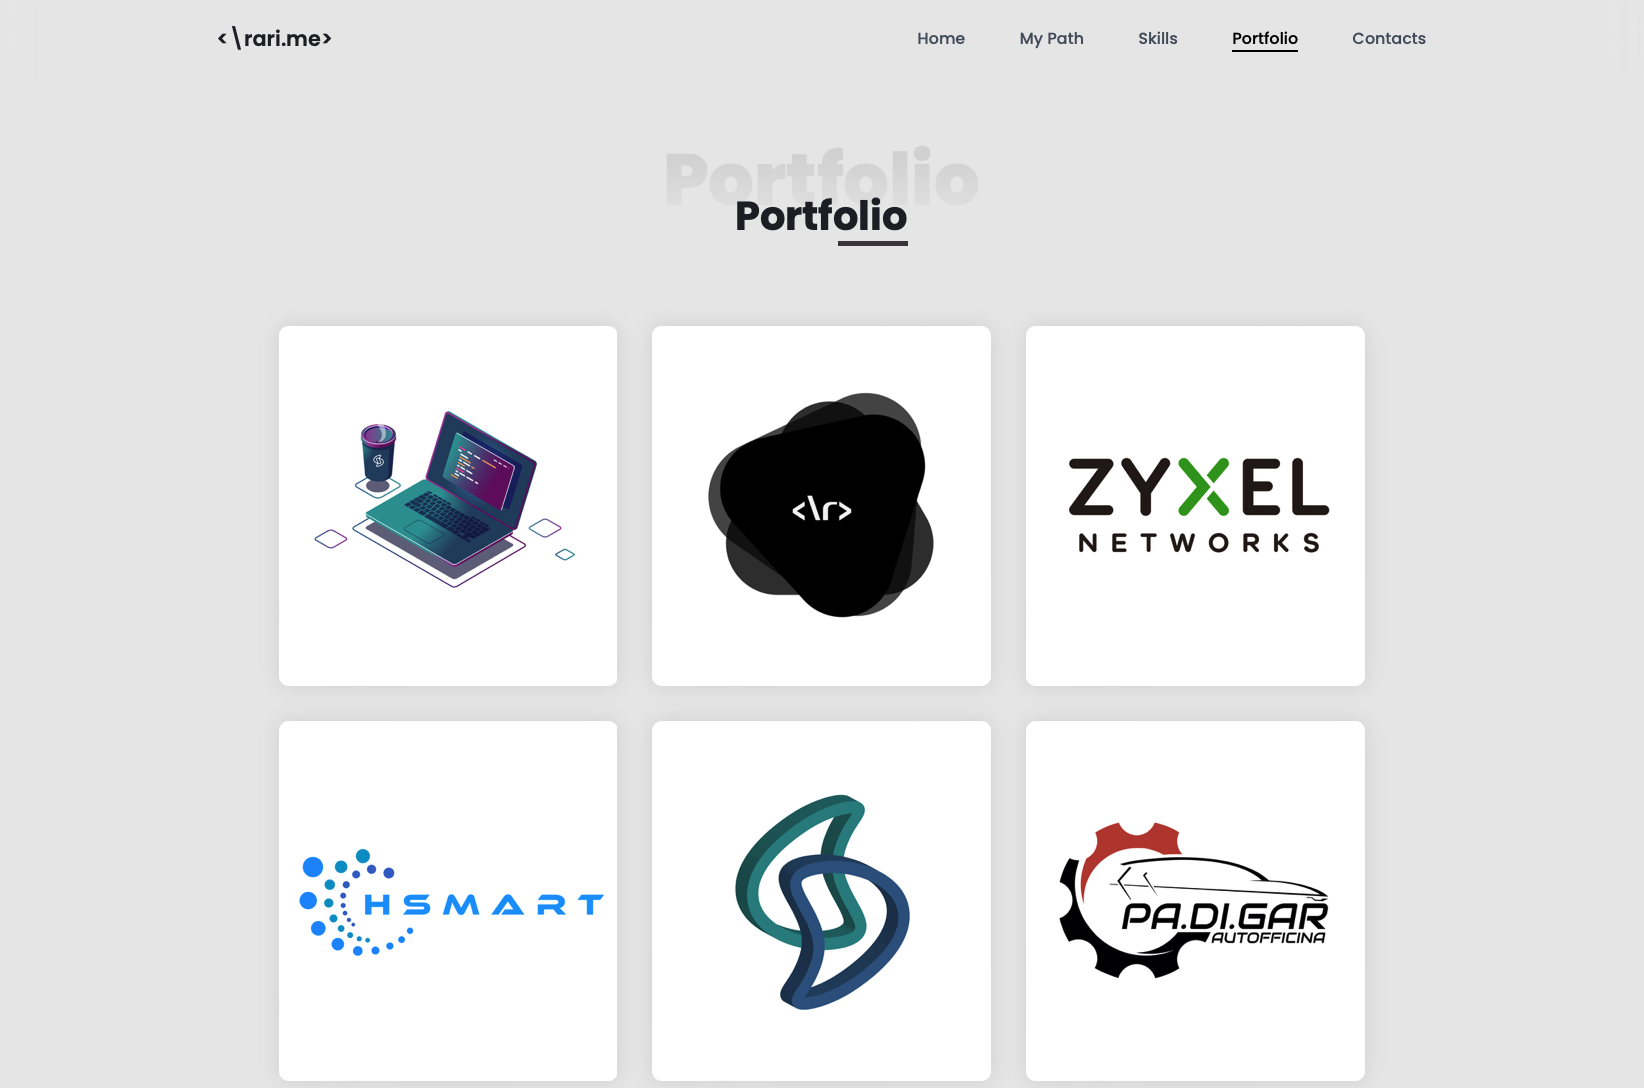 <\rari.me>
Home
My Path
Skills
Portfolio
Contacts
Portfolio
Portfolio
<\r>
ZYXEL
NETWORKS
HSMART
PA.DI.GAR
AUTOFFICINA